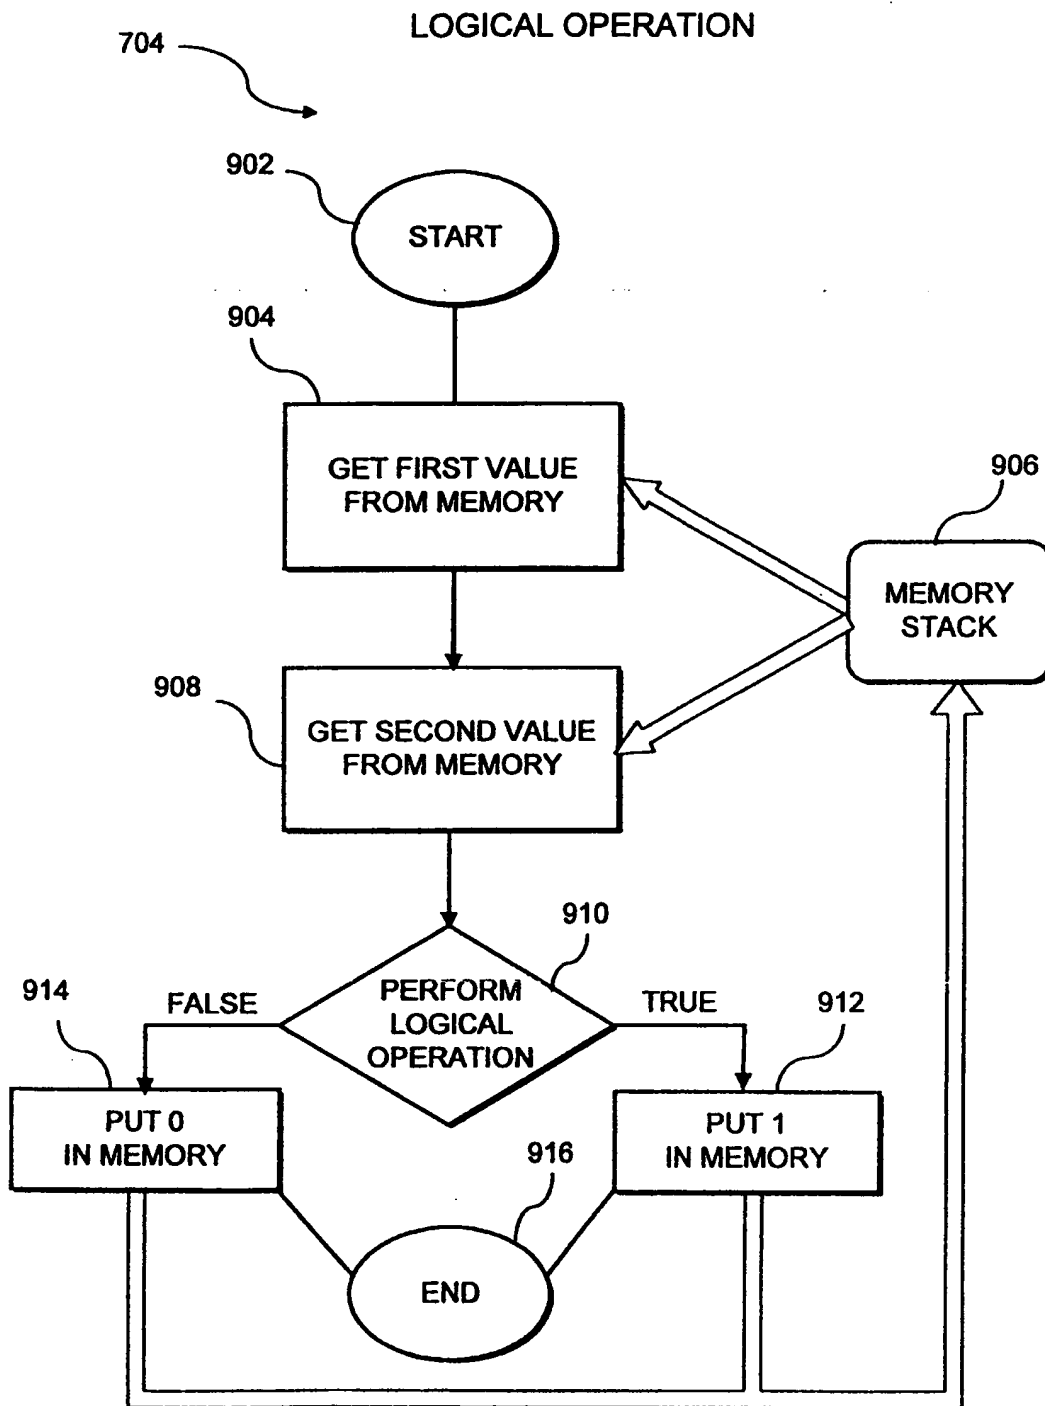 LOGICAL OPERATION
704
902
START
904
GET FIRST VALUE
FROM MEMORY
906
MEMORY
STACK
908
GET SECOND VALUE
FROM MEMORY
910
PERFORM
LOGICAL
OPERATION
FALSE
TRUE
914
912
PUT 0
IN MEMORY
PUT 1
IN MEMORY
916
END